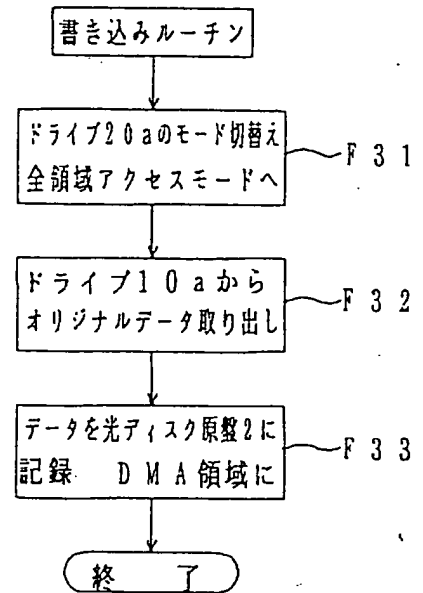 書き込みルーチン
ドライブ20aのモード切替え
全領域アクセスモードへ
F31
ドライブ10aから
オリジナルデータ取り出し
F32
データを光ディスク原盤2に
記録 DMA領域に
F33
終 了